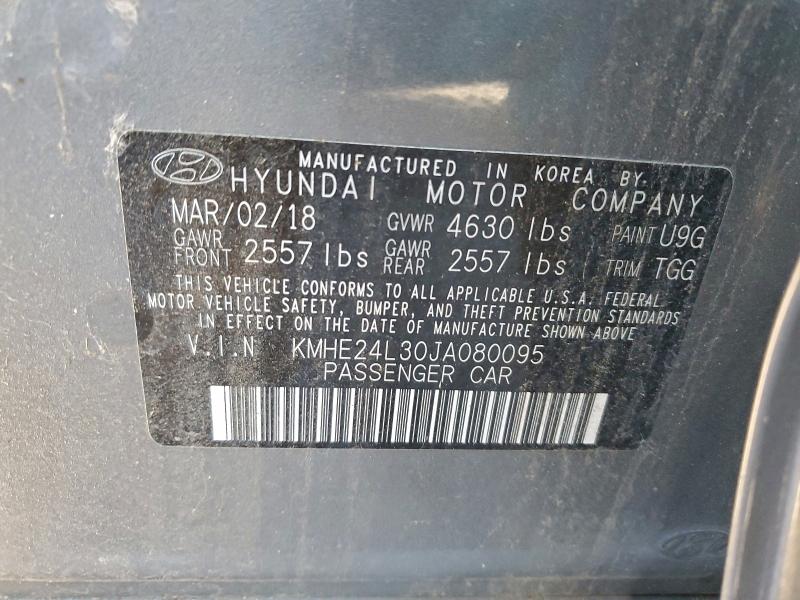 MANUFACTURED IN KOREA BY.
HYUNDAI MOTOR COMPANY
MAR/02/18 GVWR 4630 lbs PAINT U9G
GAWR FRONT 2557 lbs GAWR REAR 2557 lbs TRIM TGG
THIS VEHICLE CONFORMS TO ALL APPLICABLE U.S.A. FEDERAL
MOTOR VEHICLE SAFETY, BUMPER, AND THEFT PREVENTION STANDARDS
IN EFFECT ON THE DATE OF MANUFACTURE SHOWN ABOVE
V.I.N KMHE24L30JA080095
PASSENGER CAR